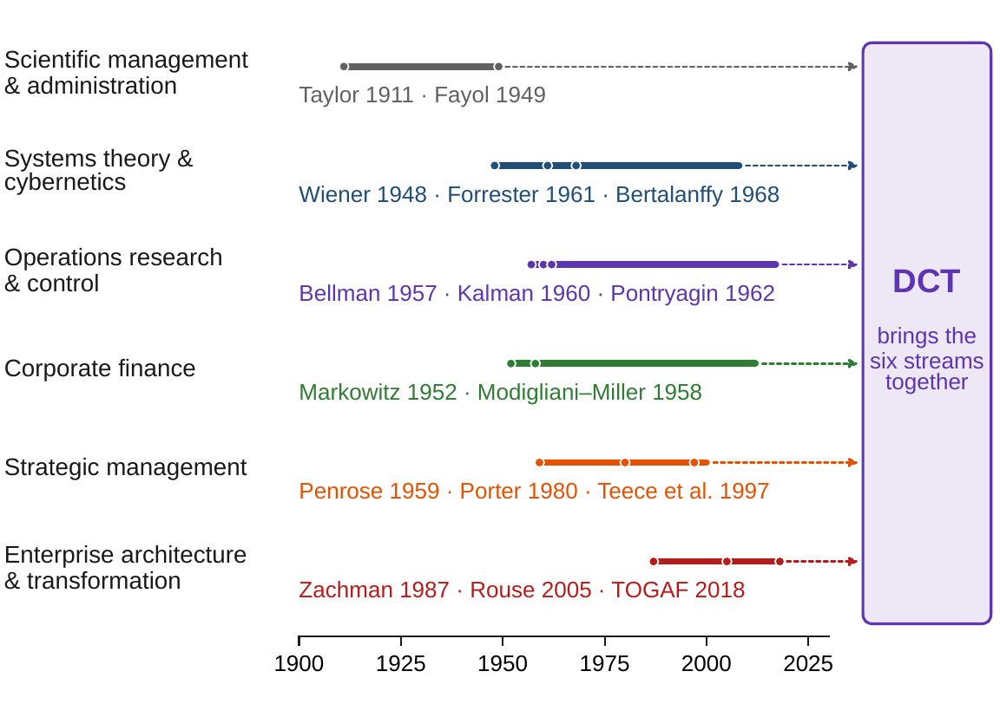 Scientific management
& administration
Taylor 1911 · Fayol 1949
Systems theory &
cybernetics
Wiener 1948 · Forrester 1961 · Bertalanffy 1968
Operations research
& control
Bellman 1957 · Kalman 1960 · Pontryagin 1962
Corporate finance
Markowitz 1952 · Modigliani–Miller 1958
Strategic management
Penrose 1959 · Porter 1980 · Teece et al. 1997
Enterprise architecture
& transformation
Zachman 1987 · Rouse 2005 · TOGAF 2018
DCT
brings the
six streams
together
1900 1925 1950 1975 2000 2025